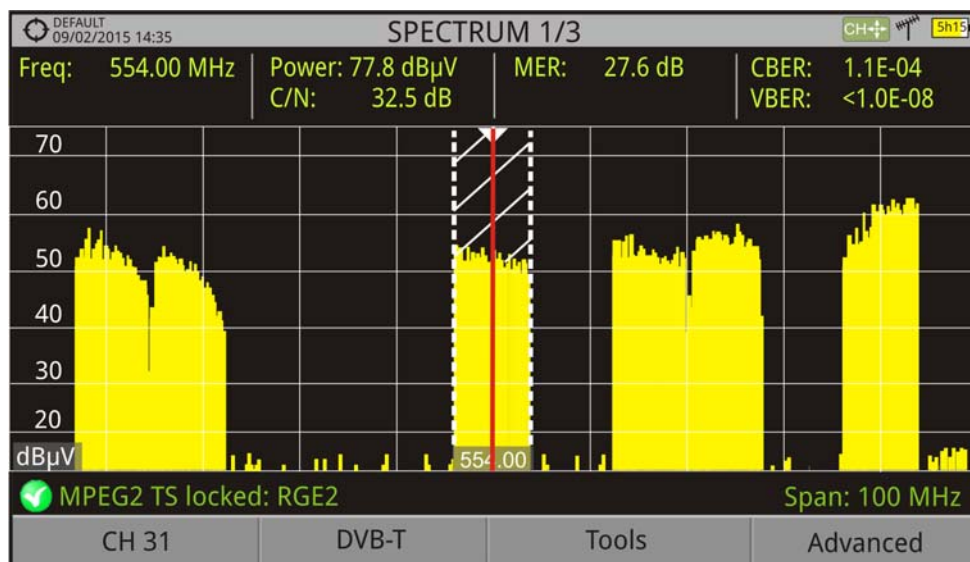 DEFAULT
09/02/2015 14:35
SPECTRUM 1/3
CH
5h15
Freq: 554.00 MHz
Power: 77.8 dBµV
C/N: 32.5 dB
MER: 27.6 dB
CBER: 1.1E-04
VBER: <1.0E-08
70
60
50
40
30
20
dBµV
554.00
MPEG2 TS locked: RGE2
Span: 100 MHz
CH 31
DVB-T
Tools
Advanced